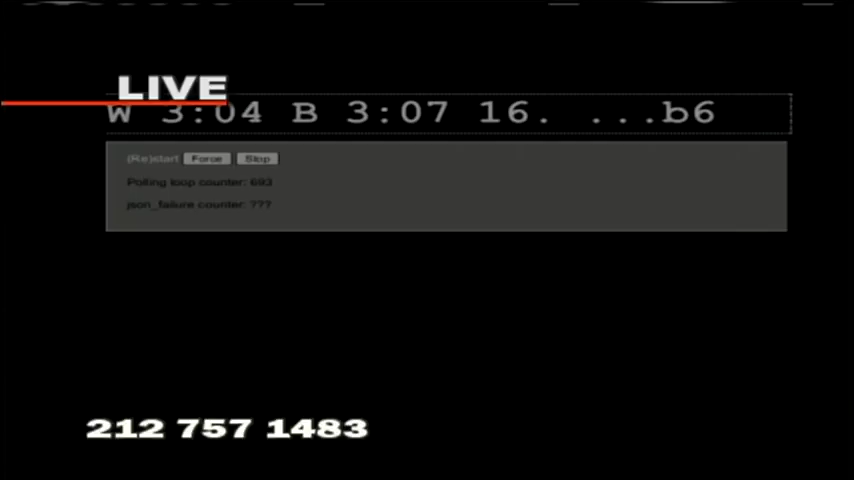 LIVE
W 3:04 B 3:07 16. ...b6
(Re)start Force Stop
Polling loop counter: 693
json_failure counter: ???
212 757 1483